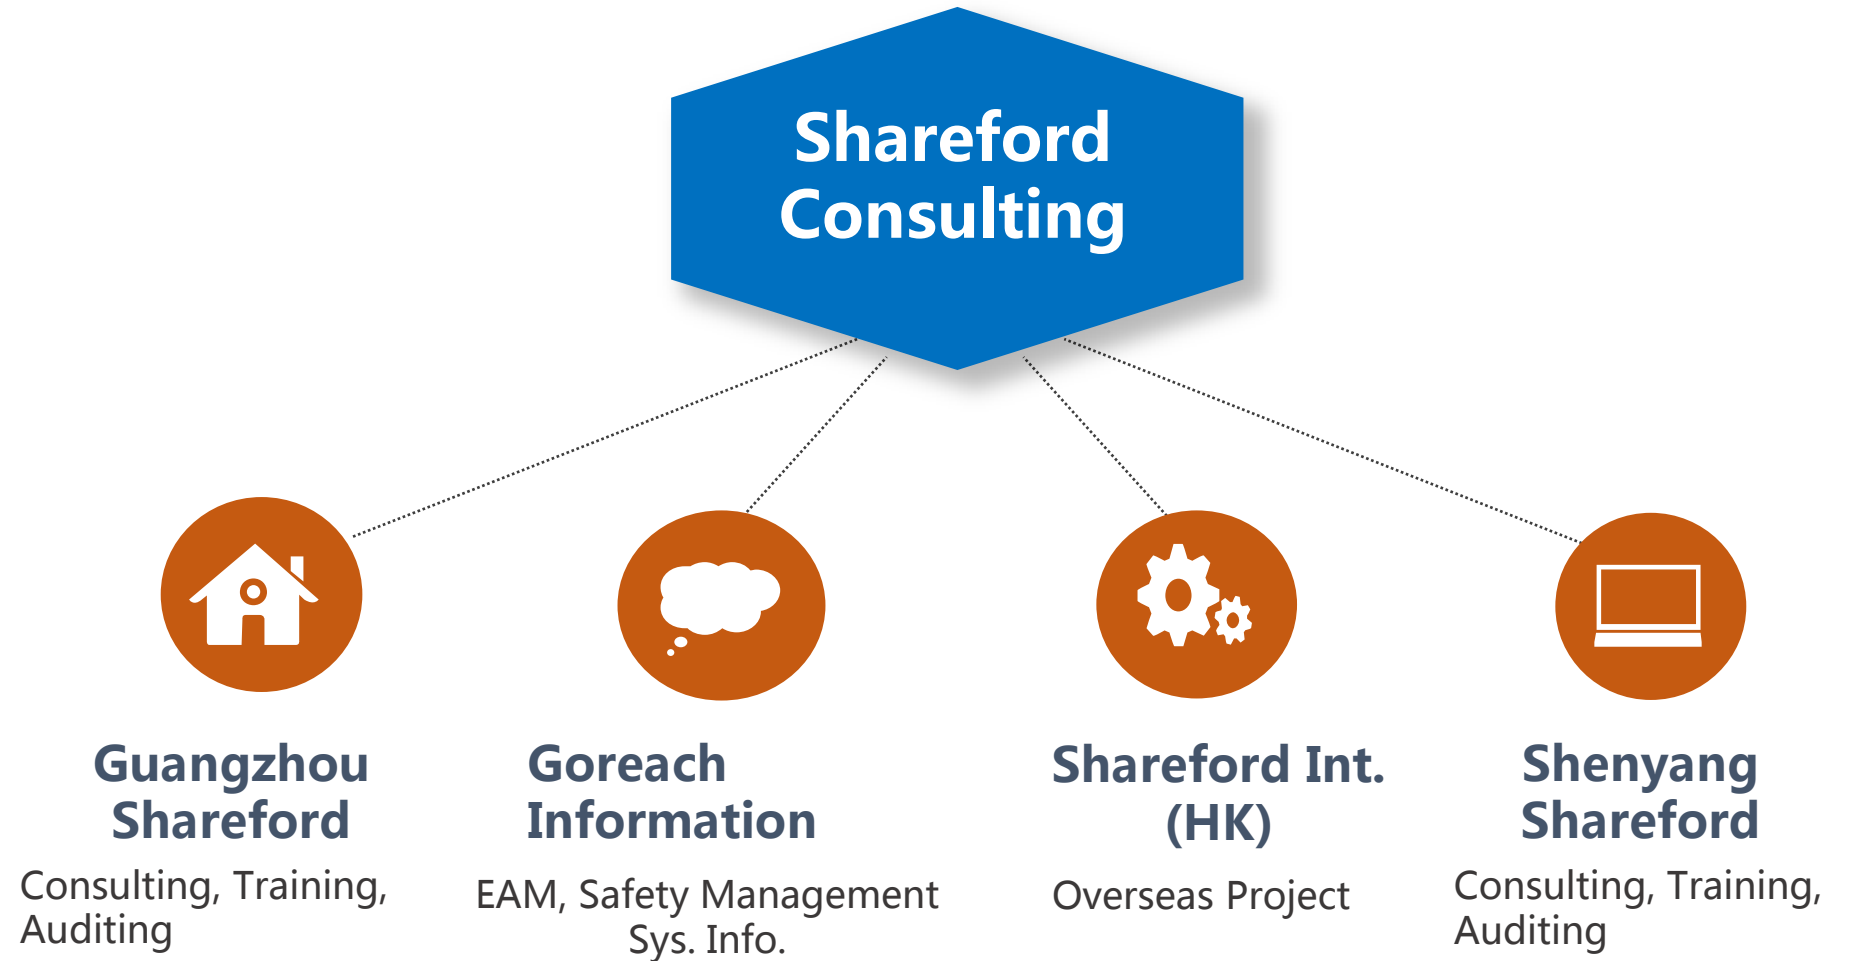 Shareford
Consulting
Guangzhou
Shareford
Consulting, Training,
Auditing
Goreach
Information
EAM, Safety Management
Sys. Info.
Shareford Int.
(HK)
Overseas Project
Shenyang
Shareford
Consulting, Training,
Auditing